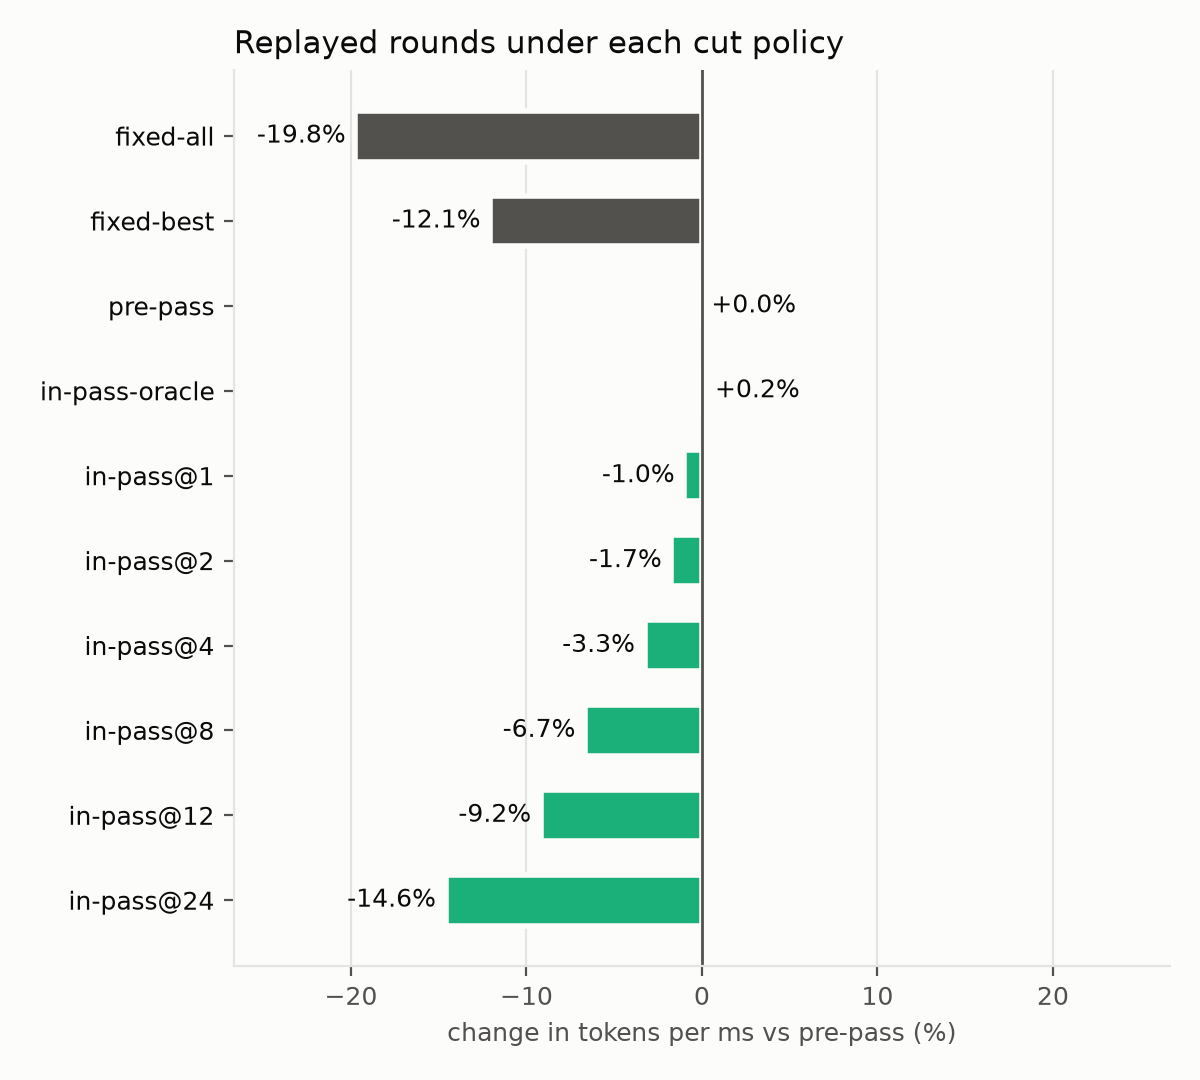 Replayed rounds under each cut policy
fixed-all -19.8%
fixed-best -12.1%
pre-pass +0.0%
in-pass-oracle +0.2%
in-pass@1 -1.0%
in-pass@2 -1.7%
in-pass@4 -3.3%
in-pass@8 -6.7%
in-pass@12 -9.2%
in-pass@24 -14.6%
−20 −10 0 10 20
change in tokens per ms vs pre-pass (%)